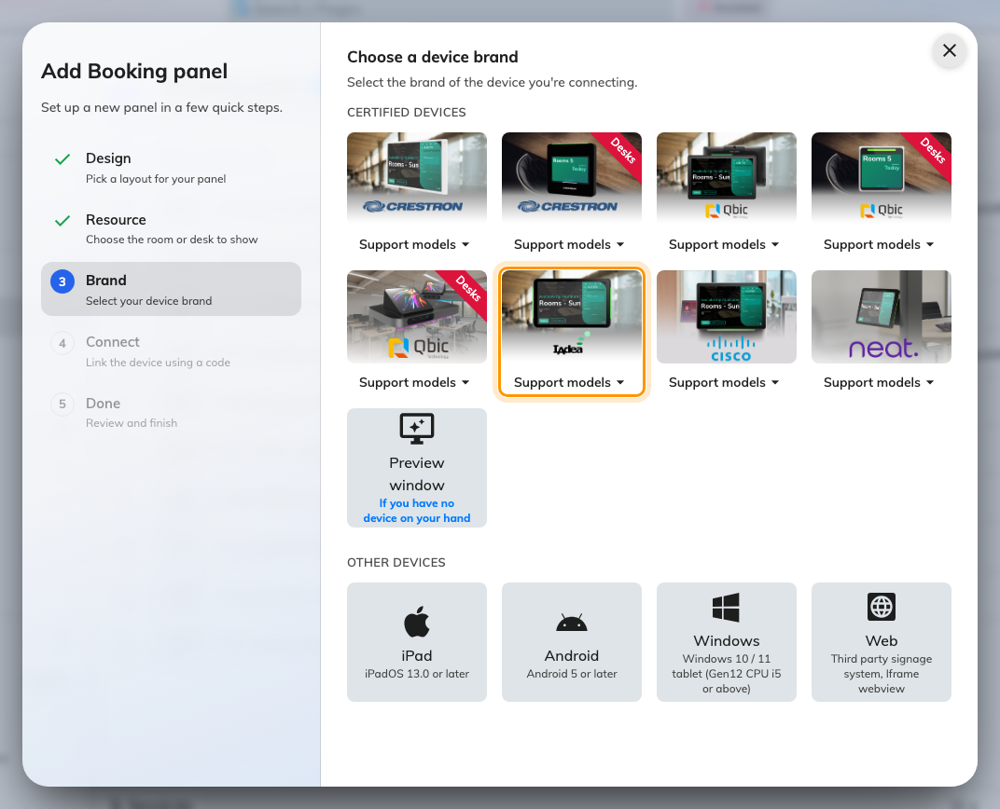 Add Booking panel
Set up a new panel in a few quick steps.
Design
Pick a layout for your panel
Resource
Choose the room or desk to show
3
Brand
Select your device brand
4
Connect
Link the device using a code
5
Done
Review and finish
Choose a device brand
Select the brand of the device you're connecting.
CERTIFIED DEVICES
Rooms - Sun
CRESTRON
Support models
Desks
Rooms 5
Today
CRESTRON
Support models
Rooms - Sun
Qbic
Support models
Desks
Rooms 5
Today
Qbic
Support models
Desks
Qbic
Technology
Support models
Rooms - Sun
IAdea
Support models
Rooms - Sun
CISCO
Support models
neat.
Support models
Preview
window
If you have no
device on your hand
OTHER DEVICES
iPad
iPadOS 13.0 or later
Android
Android 5 or later
Windows
Windows 10 / 11
tablet (Gen12 CPU i5
or above)
Web
Third party signage
system, Iframe
webview